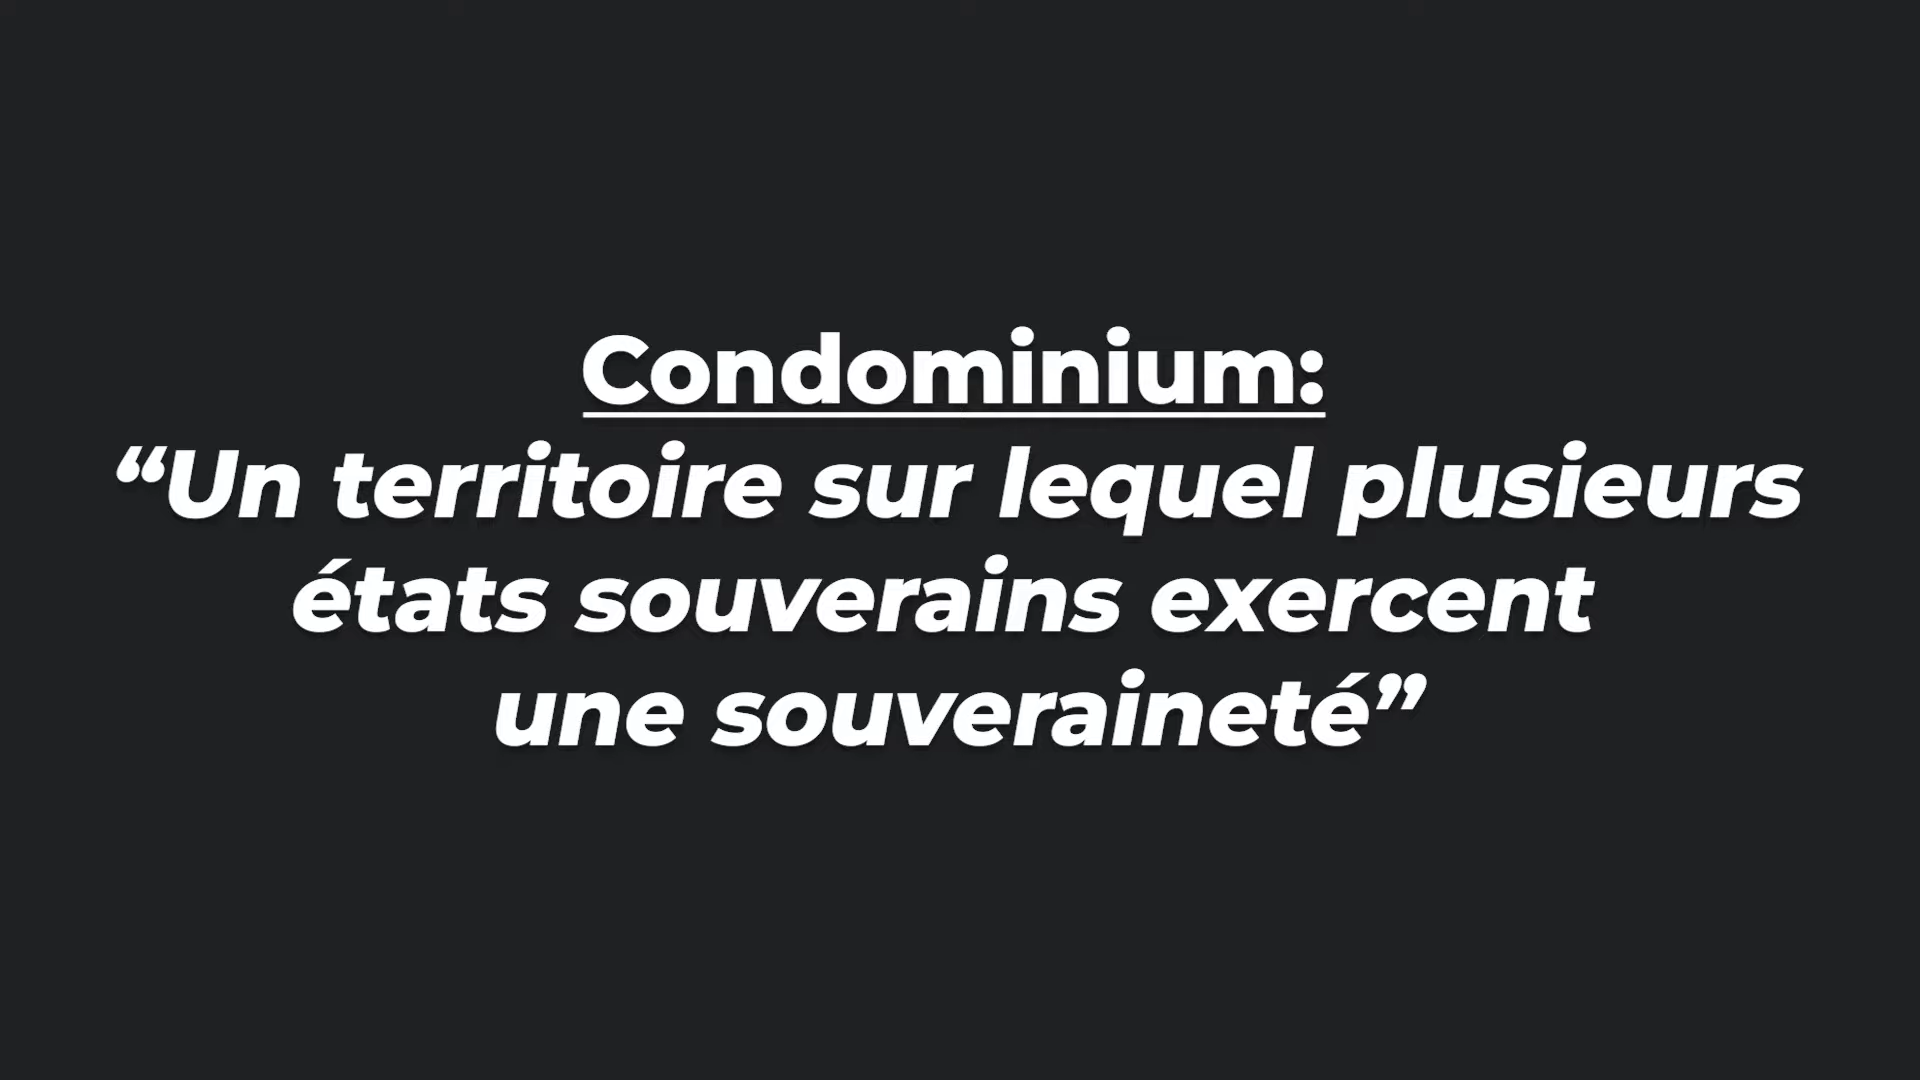 Condominium:
“Un territoire sur lequel plusieurs
états souverains exercent
une souveraineté”